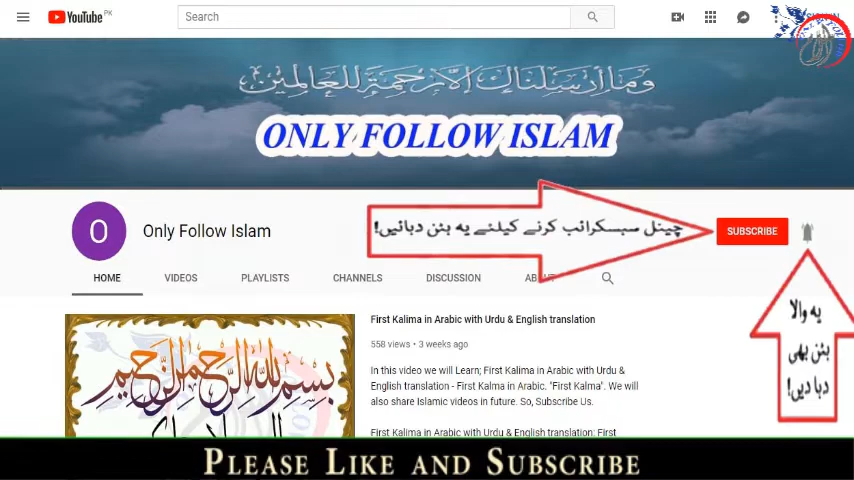 YouTube PK
Search
وما أرسلناك إلا رحمة للعالمين
ONLY FOLLOW ISLAM
O
Only Follow Islam
چینل سبسکرائب کرنے کیلئے یہ بٹن دبائیں!
SUBSCRIBE
HOME VIDEOS PLAYLISTS CHANNELS DISCUSSION
یہ والا
بٹن بھی
دبا دیں!
First Kalima in Arabic with Urdu & English translation
558 views • 3 weeks ago
In this video we will Learn; First Kalima in Arabic with Urdu &
English translation - First Kalma in Arabic. "First Kalma". We will
also share Islamic videos in future. So, Subscribe Us.
First Kalima in Arabic with Urdu & English translation: First
بسم الله الرحمن الرحيم
PLEASE LIKE AND SUBSCRIBE